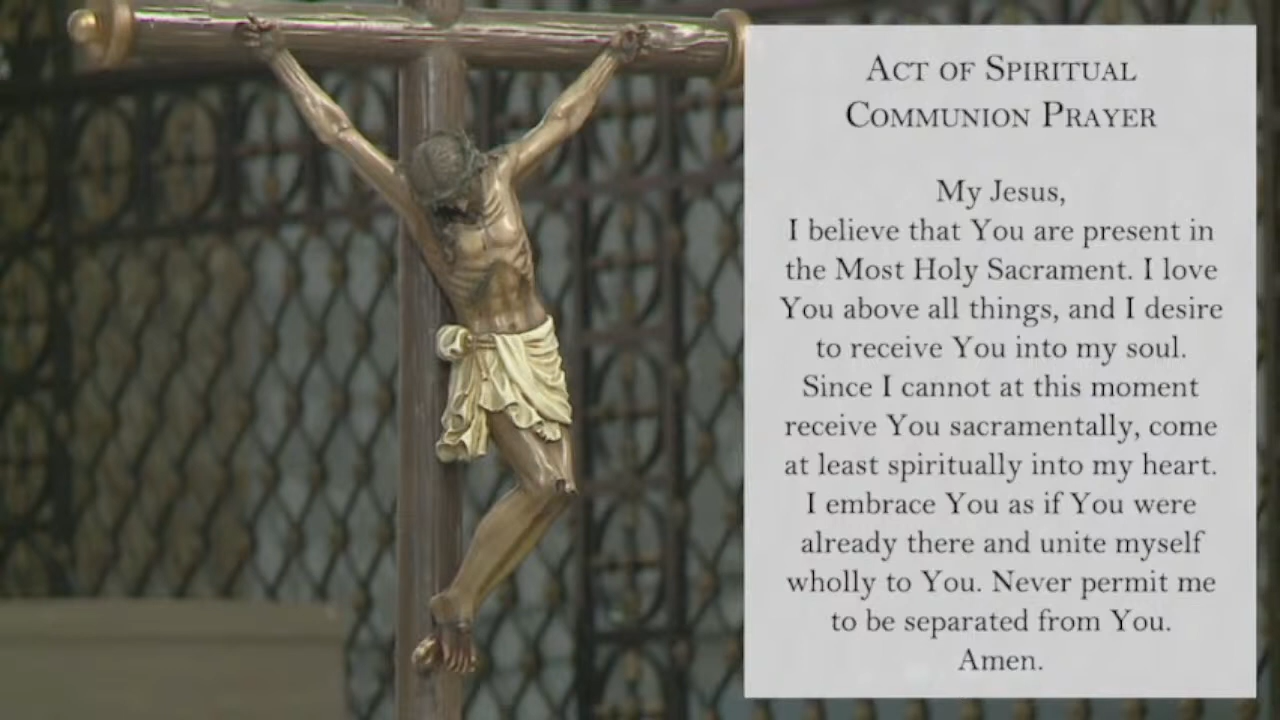 ACT OF SPIRITUAL
COMMUNION PRAYER
My Jesus,
I believe that You are present in
the Most Holy Sacrament. I love
You above all things, and I desire
to receive You into my soul.
Since I cannot at this moment
receive You sacramentally, come
at least spiritually into my heart.
I embrace You as if You were
already there and unite myself
wholly to You. Never permit me
to be separated from You.
Amen.